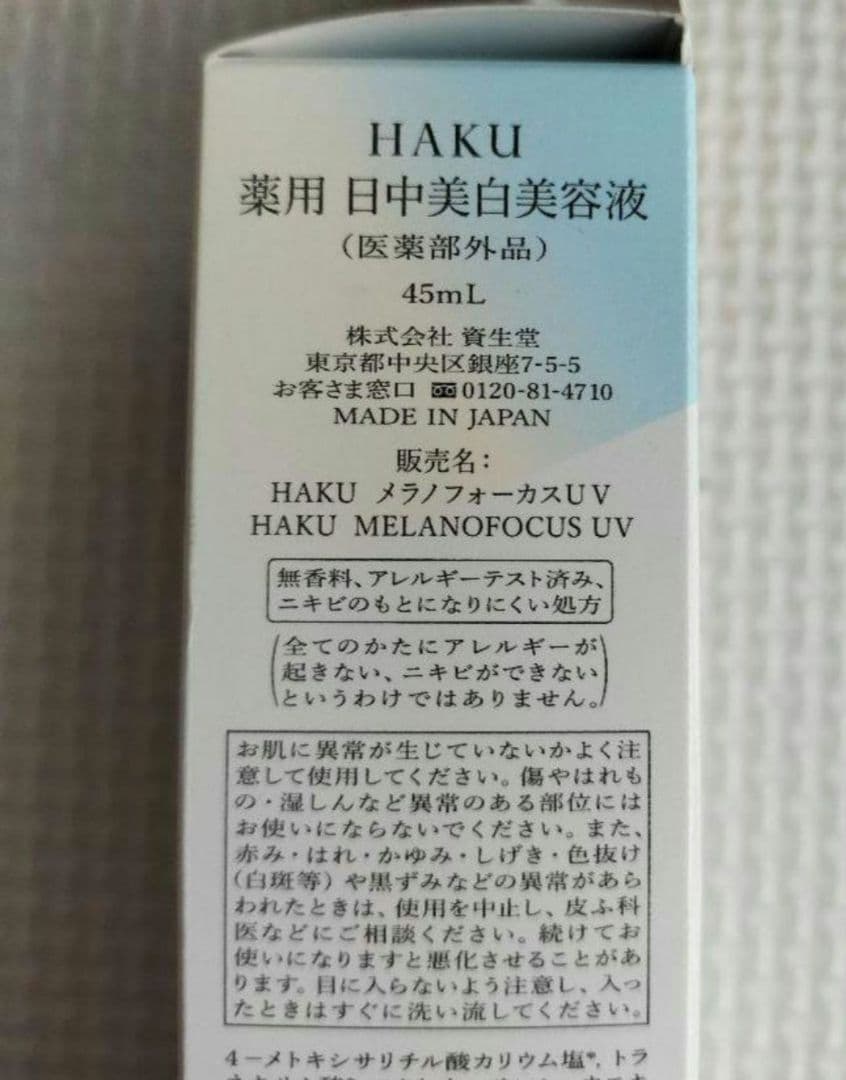 HAKU
薬用 日中美白美容液
（医薬部外品）
45mL
株式会社 資生堂
東京都中央区銀座7-5-5
お客さま窓口 0120-81-4710
MADE IN JAPAN
販売名：
HAKU メラノフォーカスUV
HAKU MELANOFOCUS UV
無香料、アレルギーテスト済み、
ニキビのもとになりにくい処方
（全てのかたにアレルギーが
起きない、ニキビができない
というわけではありません。）
お肌に異常が生じていないかよく注
意して使用してください。傷やはれも
の・湿しんなど異常のある部位には
お使いにならないでください。また、
赤み・はれ・かゆみ・しげき・色抜け
（白斑等）や黒ずみなどの異常があら
われたときは、使用を中止し、皮ふ科
医などにご相談ください。続けてお
使いになりますと悪化させることがあ
ります。目に入らないよう注意し、入っ
たときはすぐに洗い流してください。
4－メトキシサリチル酸カリウム塩*，トラ